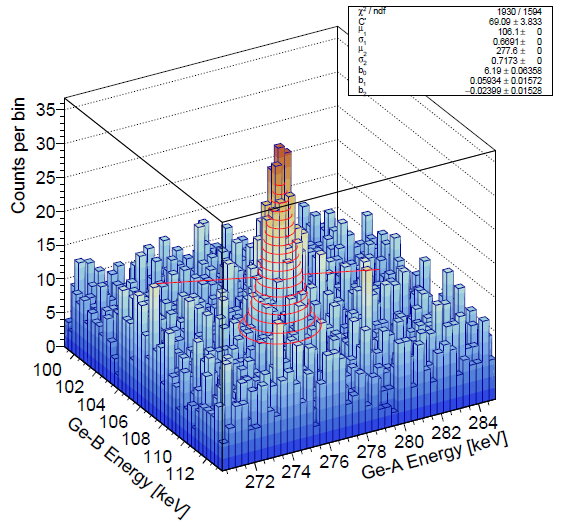 χ² / ndf 1930 / 1594
C 69.09 ± 3.833
μ₁ 106.1 ± 0
σ₁ 0.6691 ± 0
μ₂ 277.6 ± 0
σ₂ 0.7173 ± 0
b₀ 6.19 ± 0.06358
b₁ 0.05934 ± 0.01572
b₂ −0.02399 ± 0.01528
Counts per bin
35
30
25
20
15
10
5
0
100
102
104
106
108
110
112
Ge-B Energy [keV]
272
274
276
278
280
282
284
Ge-A Energy [keV]